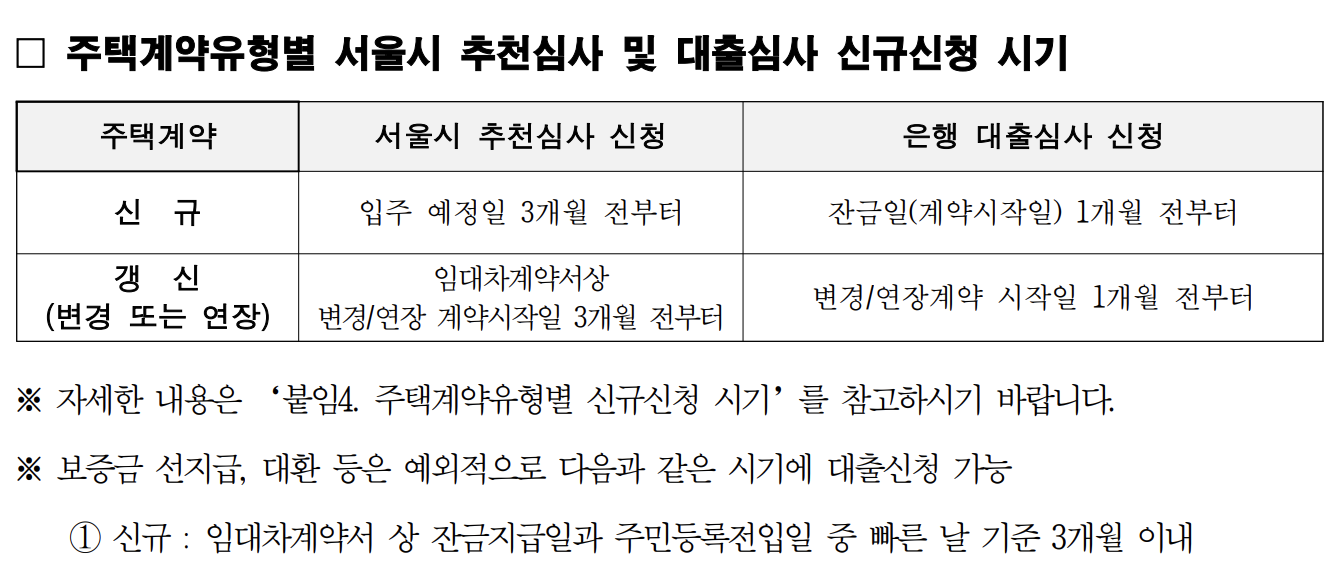 □ 주택계약유형별 서울시 추천심사 및 대출심사 신규신청 시기
주택계약 서울시 추천심사 신청 은행 대출심사 신청
신 규 입주 예정일 3개월 전부터 잔금일(계약시작일) 1개월 전부터
갱 신
(변경 또는 연장)
임대차계약서상
변경/연장 계약시작일 3개월 전부터
변경/연장계약 시작일 1개월 전부터
※ 자세한 내용은 ‘붙임4. 주택계약유형별 신규신청 시기’를 참고하시기 바랍니다.
※ 보증금 선지급, 대환 등은 예외적으로 다음과 같은 시기에 대출신청 가능
① 신규 : 임대차계약서 상 잔금지급일과 주민등록전입일 중 빠른 날 기준 3개월 이내